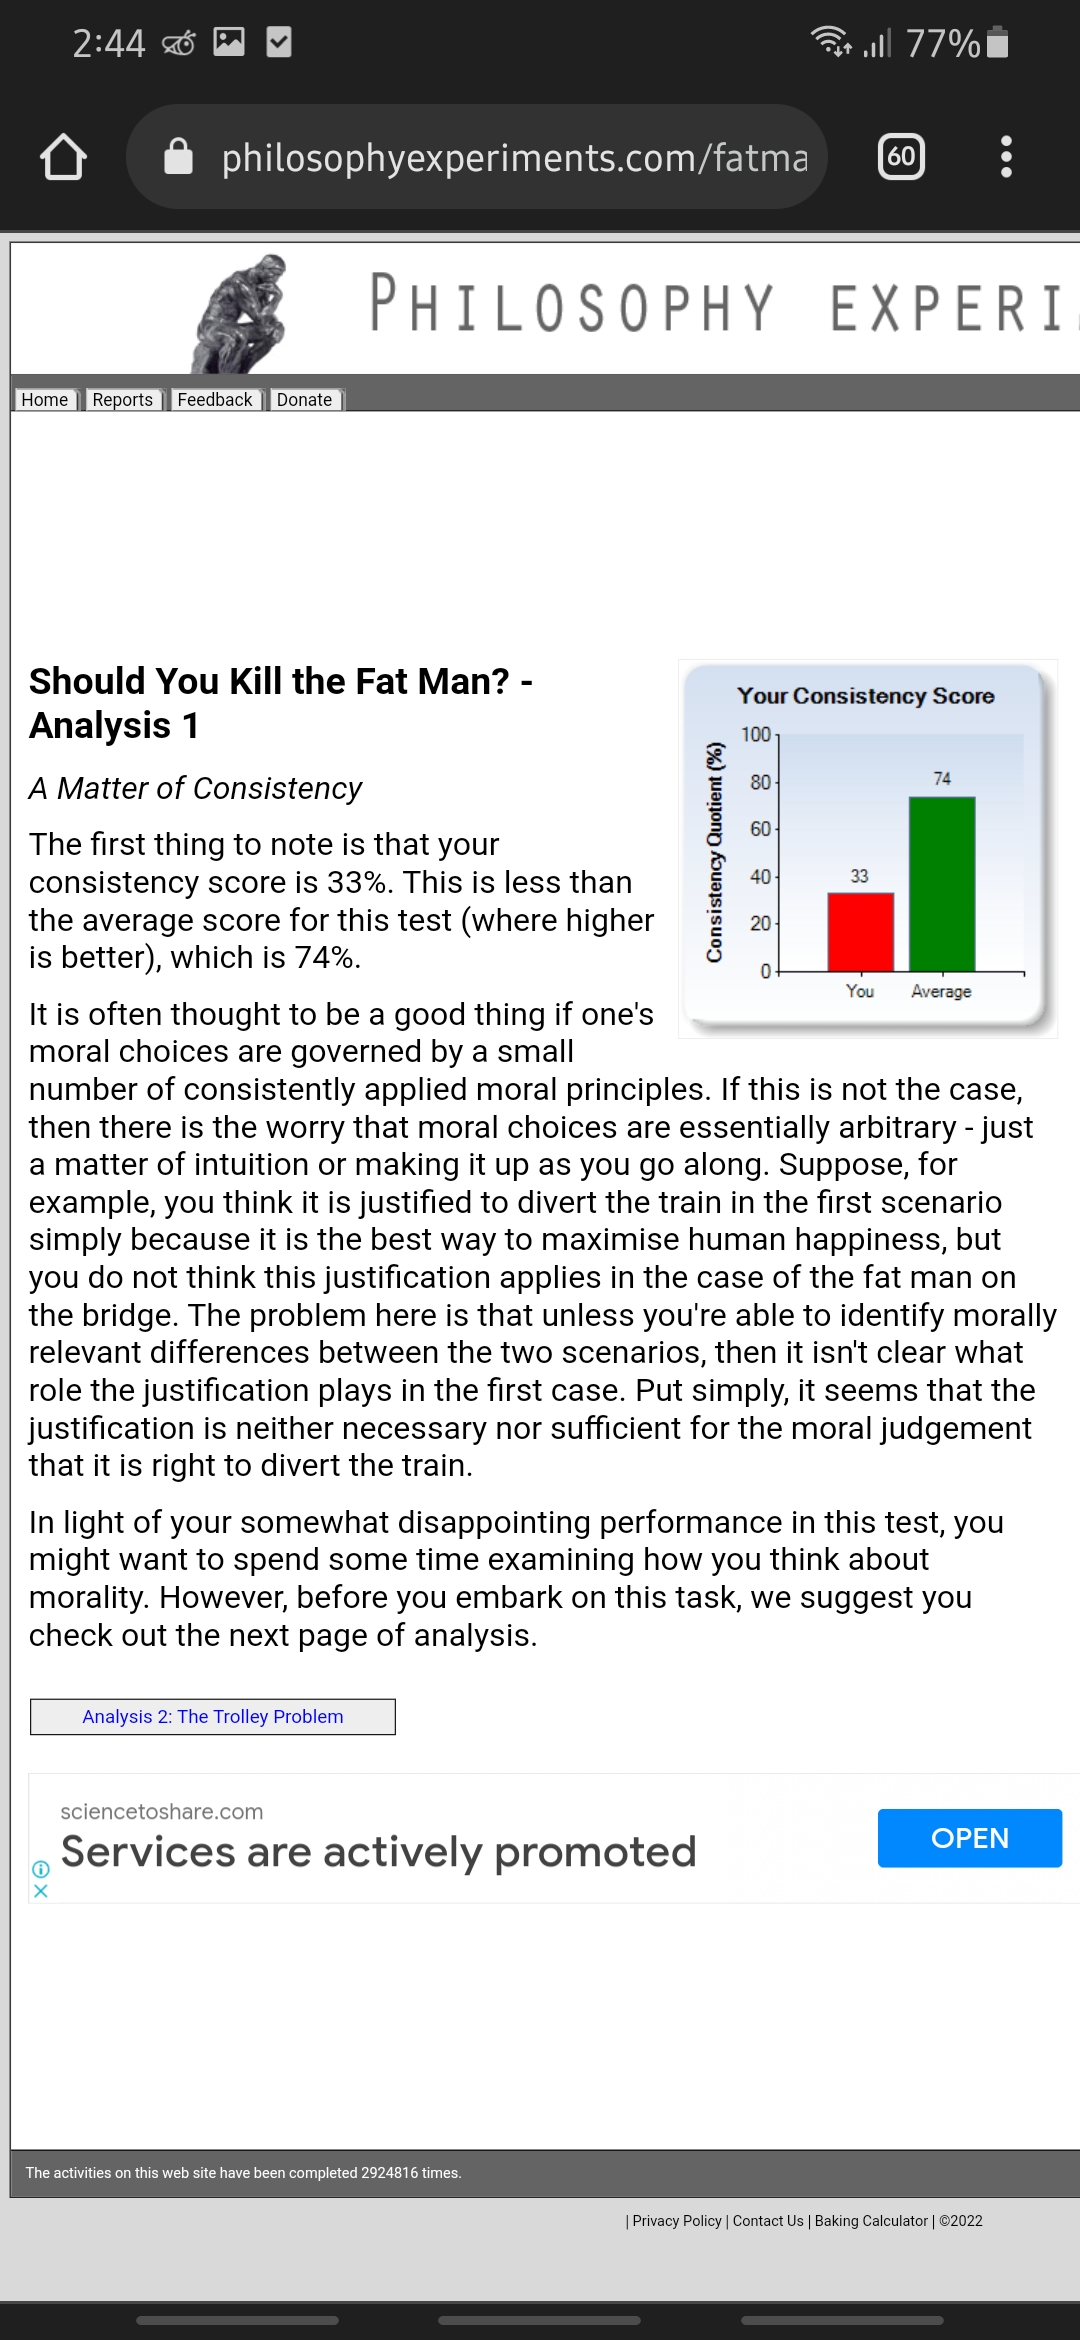 2:44
77%
philosophyexperiments.com/fatma
60
PHILOSOPHY EXPERI
Home
Reports
Feedback
Donate
Should You Kill the Fat Man? -
Analysis 1
A Matter of Consistency
The first thing to note is that your
consistency score is 33%. This is less than
the average score for this test (where higher
is better), which is 74%.
Your Consistency Score
Consistency Quotient (%)
100
80
60
40
20
0
33
74
You
Average
It is often thought to be a good thing if one's
moral choices are governed by a small
number of consistently applied moral principles. If this is not the case,
then there is the worry that moral choices are essentially arbitrary - just
a matter of intuition or making it up as you go along. Suppose, for
example, you think it is justified to divert the train in the first scenario
simply because it is the best way to maximise human happiness, but
you do not think this justification applies in the case of the fat man on
the bridge. The problem here is that unless you're able to identify morally
relevant differences between the two scenarios, then it isn't clear what
role the justification plays in the first case. Put simply, it seems that the
justification is neither necessary nor sufficient for the moral judgement
that it is right to divert the train.
In light of your somewhat disappointing performance in this test, you
might want to spend some time examining how you think about
morality. However, before you embark on this task, we suggest you
check out the next page of analysis.
Analysis 2: The Trolley Problem
sciencetoshare.com
Services are actively promoted
OPEN
The activities on this web site have been completed 2924816 times.
| Privacy Policy | Contact Us | Baking Calculator | ©2022